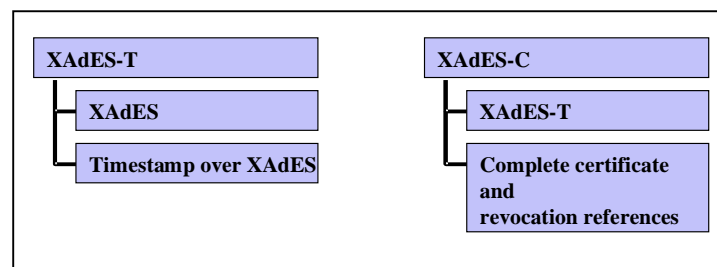 XAdES-T
XAdES
Timestamp over XAdES
XAdES-C
XAdES-T
Complete certificate
and
revocation references